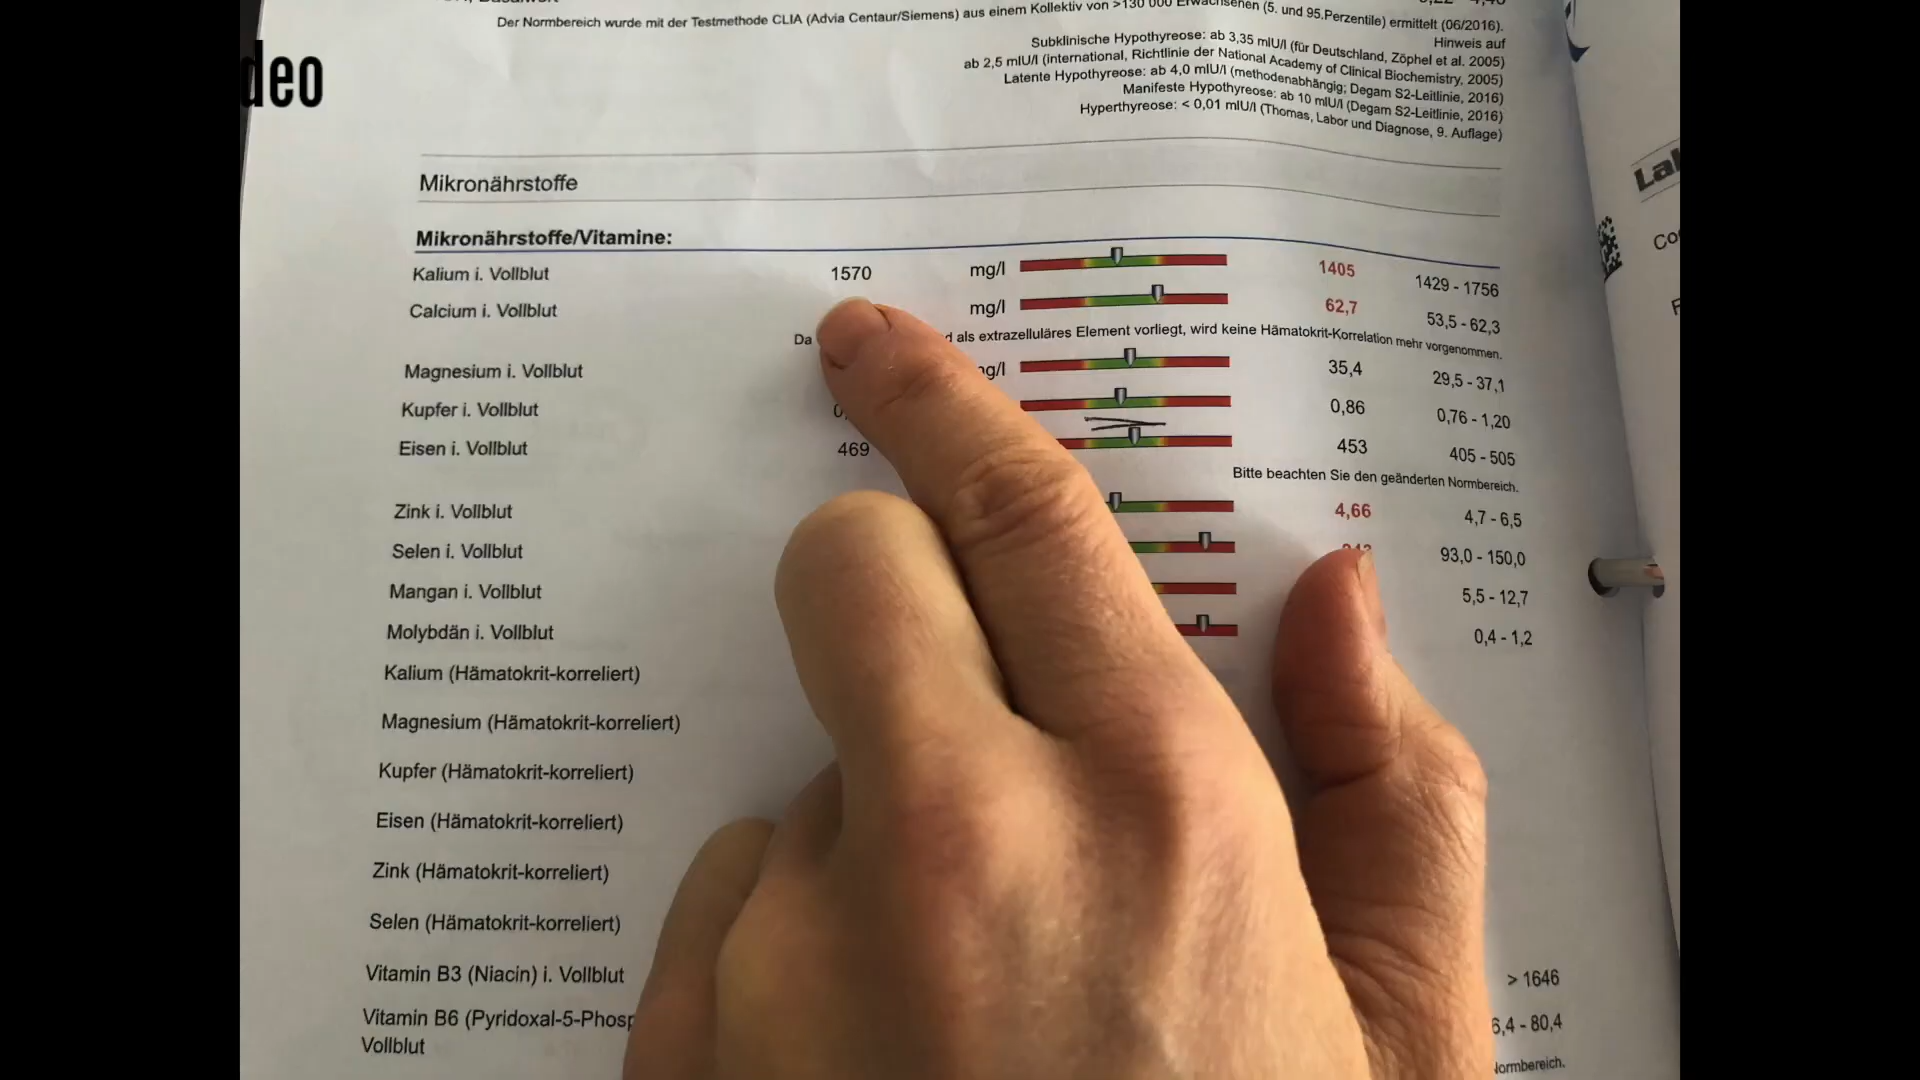 deo
Der Normbereich wurde mit der Testmethode CLIA (Advia Centaur/Siemens) aus einem Kollektiv von >130 000 Erwachsenen (5. und 95.Perzentile) ermittelt (06/2016).
Hinweis auf
Subklinische Hypothyreose: ab 3,35 mIU/l (für Deutschland, Zöphel et al. 2005)
ab 2,5 mIU/l (international, Richtlinie der National Academy of Clinical Biochemistry, 2005)
Latente Hypothyreose: ab 4,0 mIU/l (methodenabhängig; Degam S2-Leitlinie, 2016)
Manifeste Hypothyreose: ab 10 mIU/l (Degam S2-Leitlinie, 2016)
Hyperthyreose: < 0,01 mIU/l (Thomas, Labor und Diagnose, 9. Auflage)
Mikronährstoffe
Mikronährstoffe/Vitamine:
Kalium i. Vollblut 1570 mg/l 1405 1429 - 1756
Calcium i. Vollblut mg/l 62,7 53,5 - 62,3
Da als extrazelluläres Element vorliegt, wird keine Hämatokrit-Korrelation mehr vorgenommen.
Magnesium i. Vollblut mg/l 35,4 29,5 - 37,1
Kupfer i. Vollblut 0,86 0,76 - 1,20
Eisen i. Vollblut 469 453 405 - 505
Bitte beachten Sie den geänderten Normbereich.
Zink i. Vollblut 4,66 4,7 - 6,5
Selen i. Vollblut 93,0 - 150,0
Mangan i. Vollblut 5,5 - 12,7
Molybdän i. Vollblut 0,4 - 1,2
Kalium (Hämatokrit-korreliert)
Magnesium (Hämatokrit-korreliert)
Kupfer (Hämatokrit-korreliert)
Eisen (Hämatokrit-korreliert)
Zink (Hämatokrit-korreliert)
Selen (Hämatokrit-korreliert)
Vitamin B3 (Niacin) i. Vollblut > 1646
Vitamin B6 (Pyridoxal-5-Phosp 6,4 - 80,4
Vollblut
Normbereich.